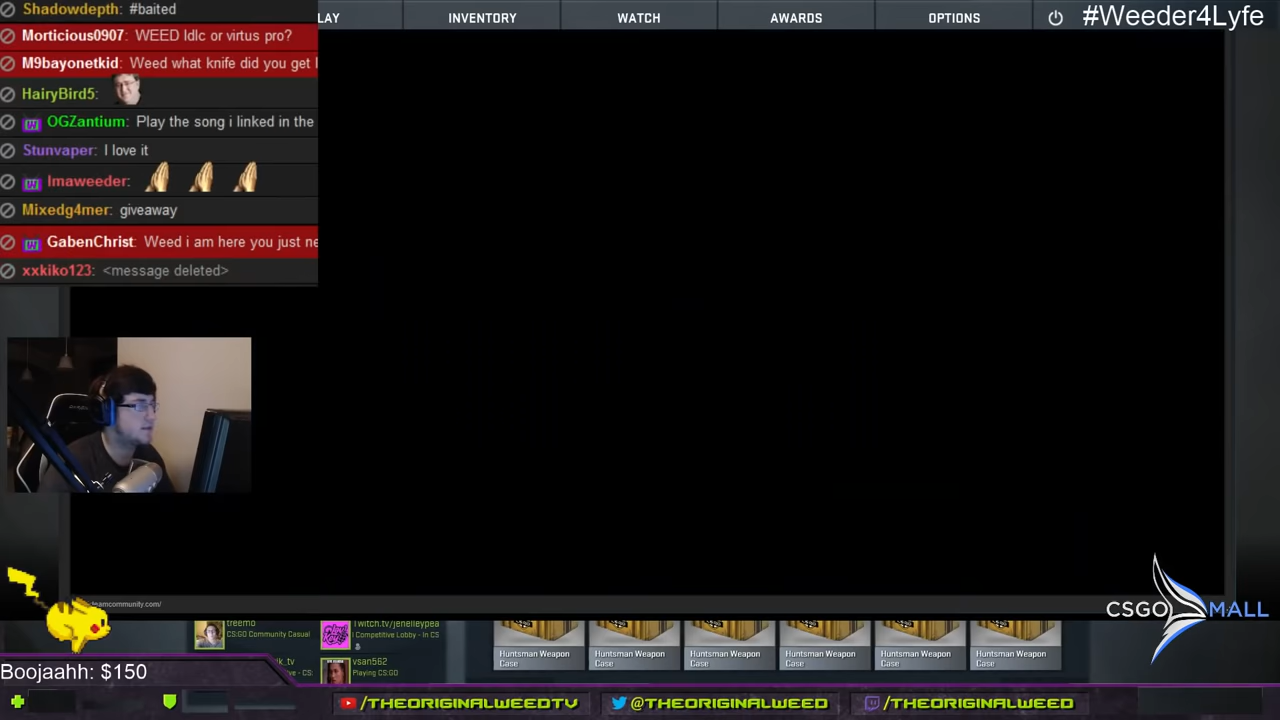 Shadowdepth: #baited
LAY
INVENTORY
WATCH
AWARDS
OPTIONS
#Weeder4Lyfe
Morticious0907: WEED ldlc or virtus pro?
M9bayonetkid: Weed what knife did you get
HairyBird5:
OGZantium: Play the song i linked in the
Stunvaper: I love it
Imaweeder:
Mixedg4mer: giveaway
GabenChrist: Weed i am here you just ne
xxkiko123: <message deleted>
CSGO MALL
eamcommunity.com/
treemo
CS:GO Community Casual
Twitch.tv/jenelleypea
Competitive Lobby - In CS
k_tv
vsan562
Playing CS:GO
Huntsman Weapon Case
Huntsman Weapon Case
Huntsman Weapon Case
Huntsman Weapon Case
Huntsman Weapon Case
Huntsman Weapon Case
Boojaahh: $150
/THEORIGINALWEEDTV
@THEORIGINALWEED
/THEORIGINALWEED